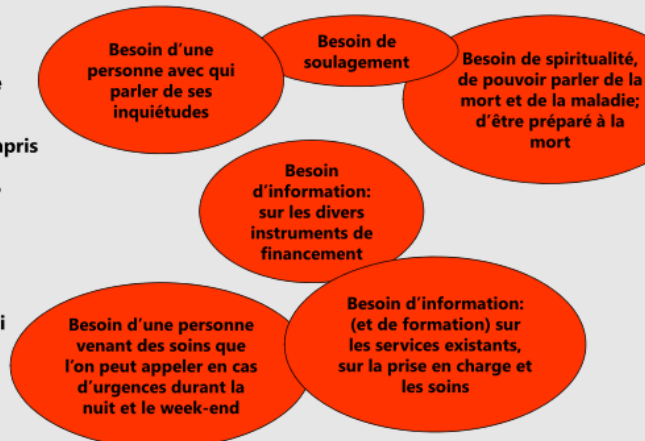 Besoin d'une
personne avec qui
parler de ses
inquiétudes
Besoin de
soulagement
Besoin de spiritualité,
de pouvoir parler de la
mort et de la maladie;
d'être préparé à la
mort
Besoin
d'information:
sur les divers
instruments de
financement
Besoin d'une personne
venant des soins que
l'on peut appeler en cas
d'urgences durant la
nuit et le week-end
Besoin d'information:
(et de formation) sur
les services existants,
sur la prise en charge et
les soins